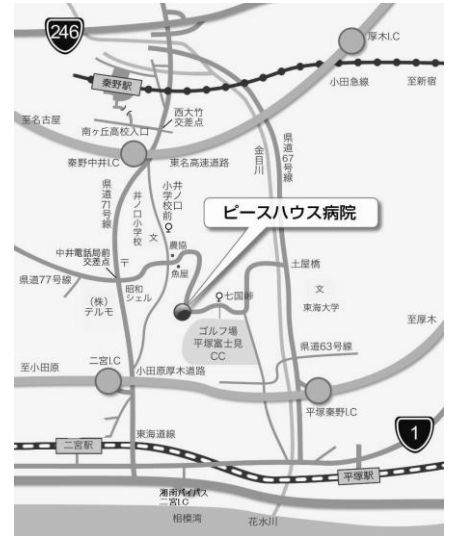 246
厚木I.C
秦野駅
小田急線
至新宿
西大竹
交差点
至名古屋
南ヶ丘高校入口
秦野中井I.C
東名高速道路
金目川
県道67号線
県道71号線
井ノ口小学校
井ノ口
小学校前
文
ピースハウス病院
農協
魚屋
中井電話局前
交差点
〒
土屋橋
県道77号線
昭和
シェル
七国峠
文
東海大学
(株)
テルモ
ゴルフ場
平塚富士見
CC
至厚木
県道63号線
二宮I.C
至小田原
小田原厚木道路
平塚秦野I.C
1
東海道線
二宮駅
平塚駅
湘南バイパス
二宮I.C
相模湾
花水川